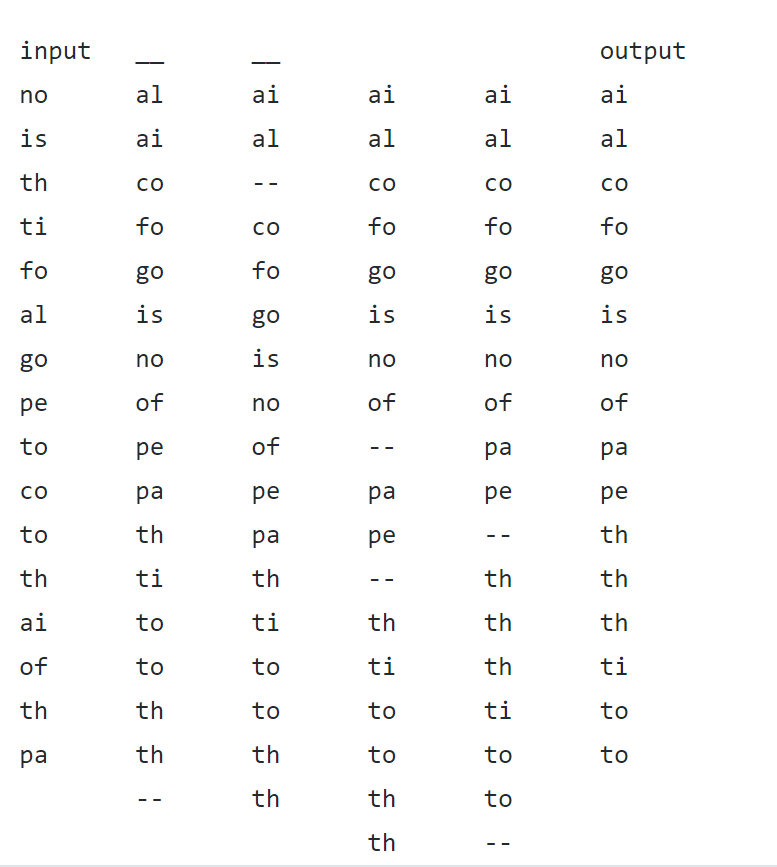 input __ __ output
no al ai ai ai ai
is ai al al al al
th co -- co co co
ti fo co fo fo fo
fo go fo go go go
al is go is is is
go no is no no no
pe of no of of of
to pe of -- pa pa
co pa pe pa pe pe
to th pa pe -- th
th ti th -- th th
ai to ti th th th
of to to ti th ti
th th to to ti to
pa th th to to to
-- th th to
th --